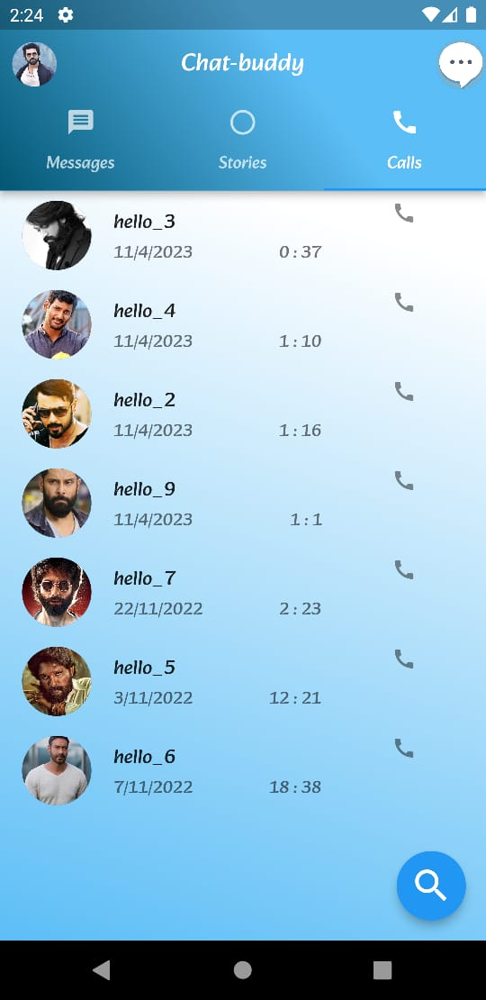 2:24
Chat-buddy
Messages Stories Calls
hello_3
11/4/2023 0 : 37
hello_4
11/4/2023 1 : 10
hello_2
11/4/2023 1 : 16
hello_9
11/4/2023 1 : 1
hello_7
22/11/2022 2 : 23
hello_5
3/11/2022 12 : 21
hello_6
7/11/2022 18 : 38